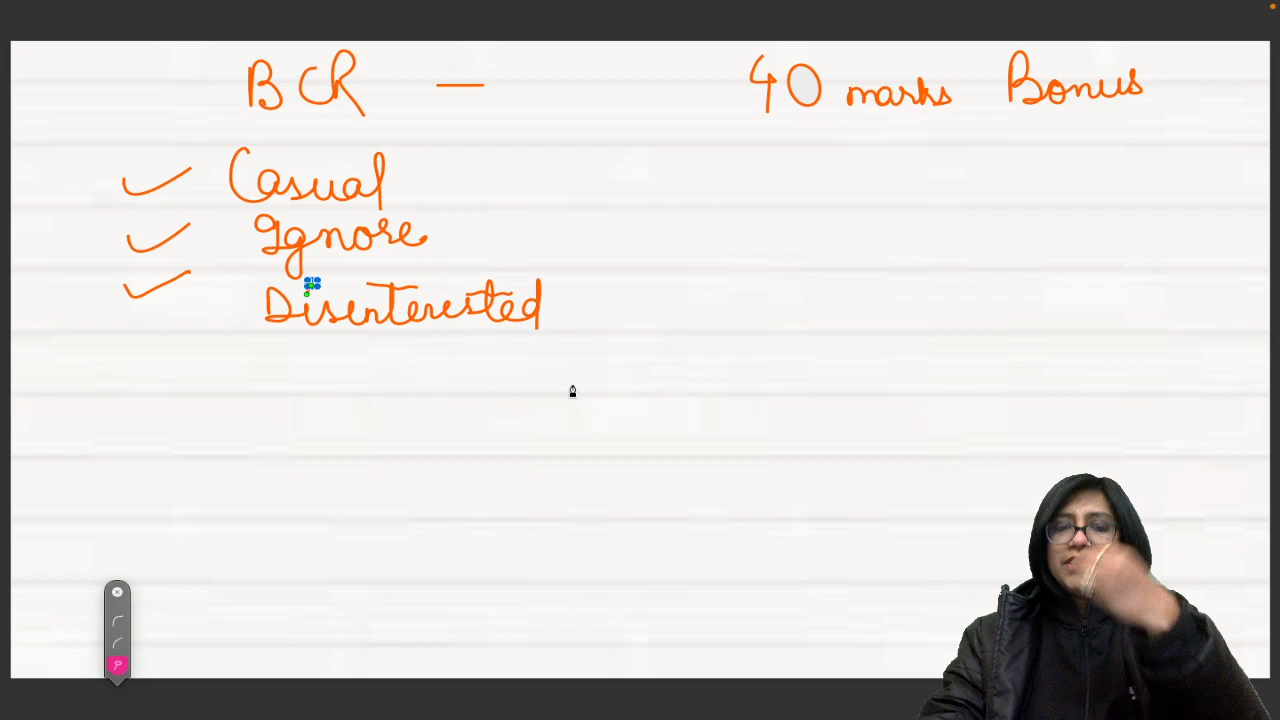 BCR — 40 marks Bonus
✓ Casual
✓ Ignore
✓ Disinterested